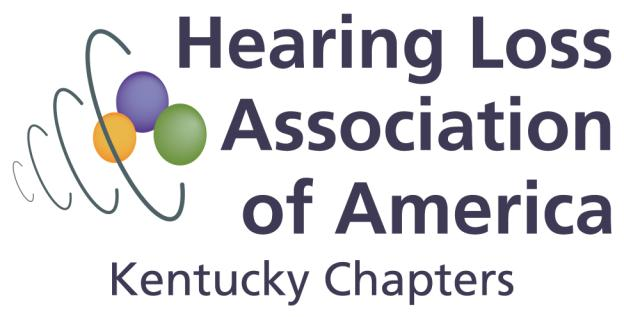 Hearing Loss
Association
of America
Kentucky Chapters